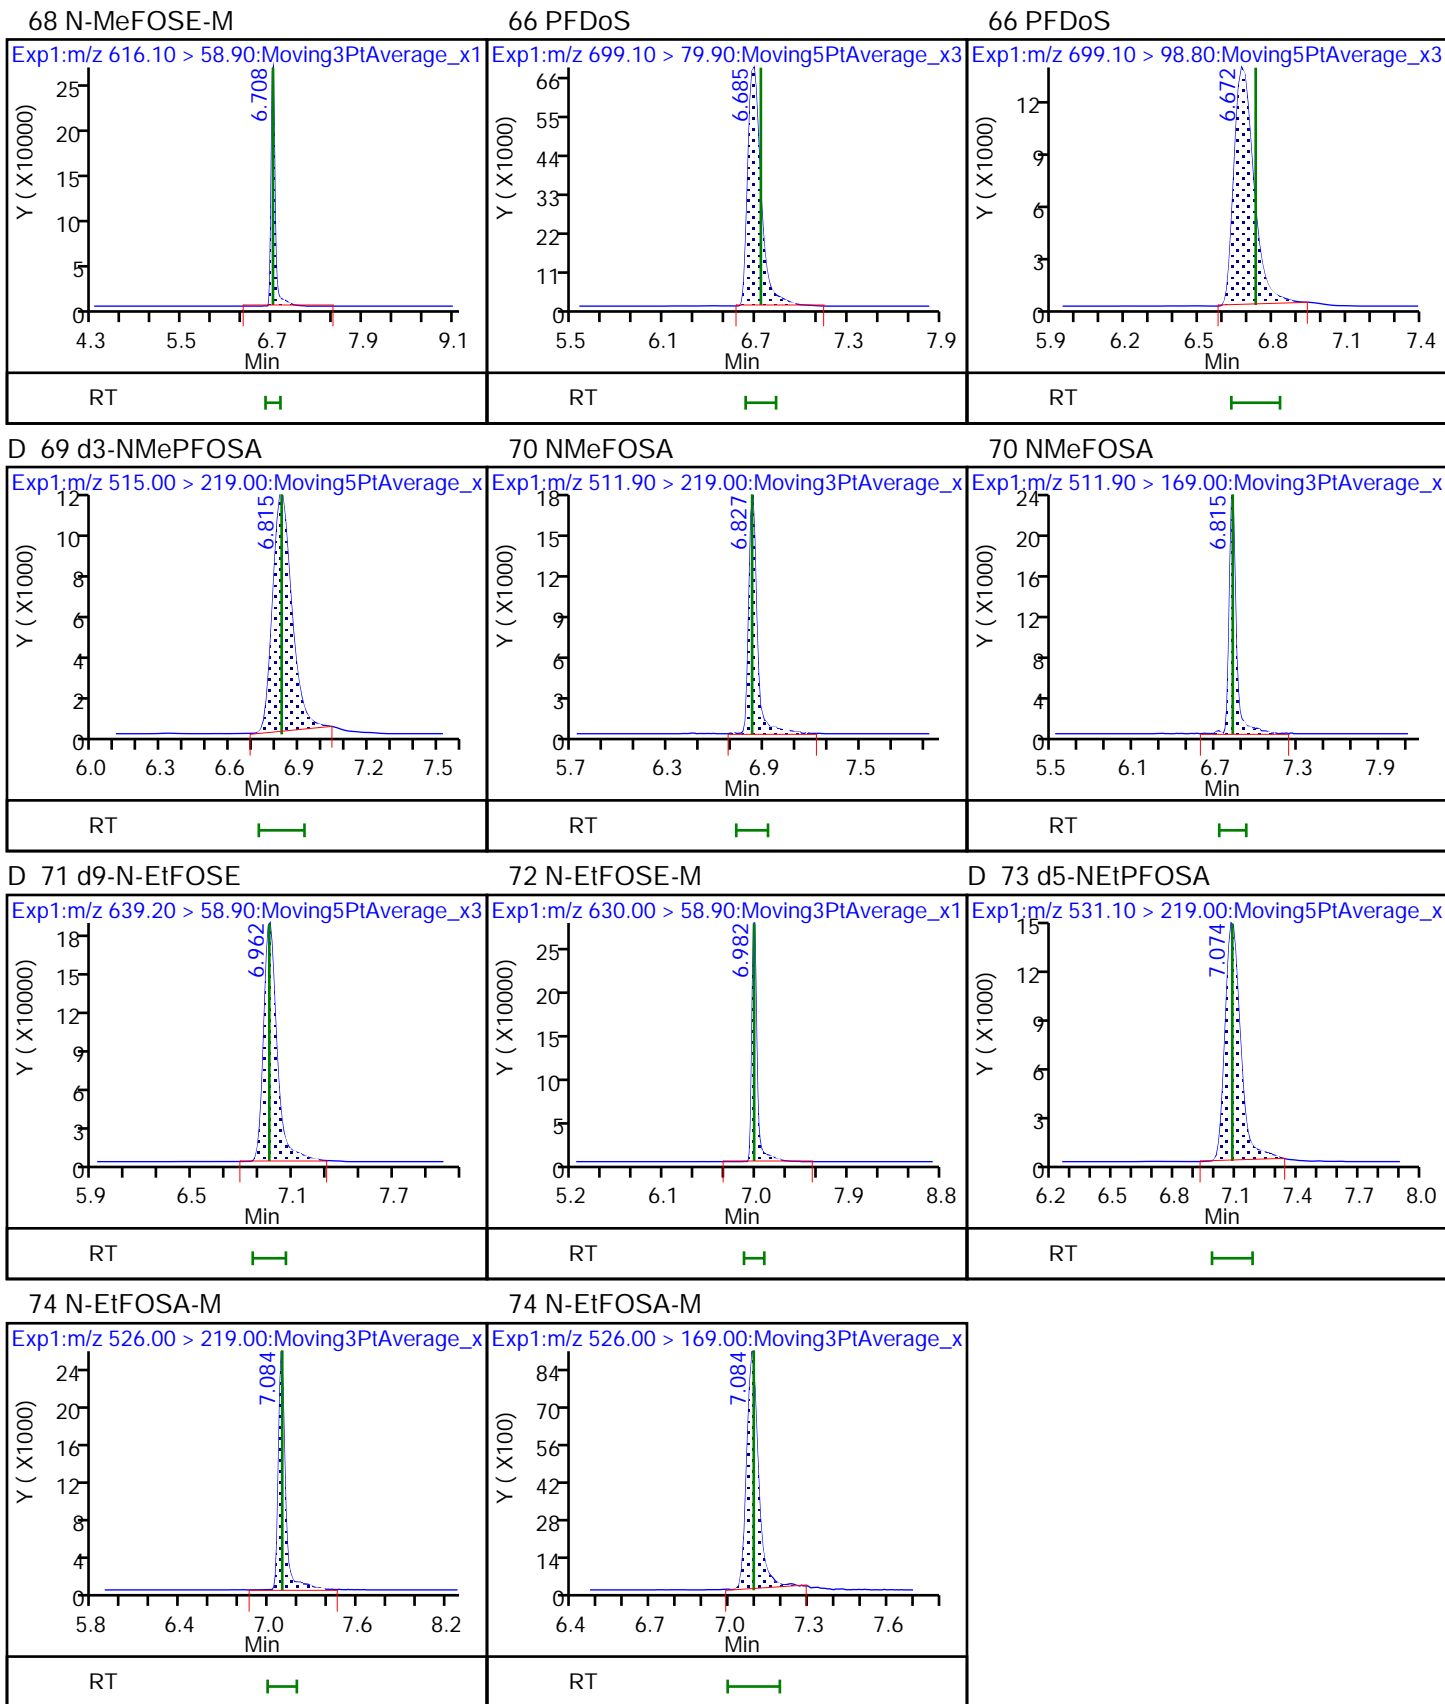 68 N-MeFOSE-M
Exp1:m/z 616.10 > 58.90:Moving3PtAverage_x1
6.708
Y ( X10000)
25
20
15
10
5
0
4.3 5.5 6.7 7.9 9.1
Min
RT
66 PFDoS
Exp1:m/z 699.10 > 79.90:Moving5PtAverage_x3
6.685
Y ( X1000)
66
55
44
33
22
11
0
5.5 6.1 6.7 7.3 7.9
Min
RT
66 PFDoS
Exp1:m/z 699.10 > 98.80:Moving5PtAverage_x3
6.672
Y ( X1000)
12
9
6
3
0
5.9 6.2 6.5 6.8 7.1 7.4
Min
RT
D 69 d3-NMePFOSA
Exp1:m/z 515.00 > 219.00:Moving5PtAverage_x
6.815
Y ( X1000)
12
10
8
6
4
2
0
6.0 6.3 6.6 6.9 7.2 7.5
Min
RT
70 NMeFOSA
Exp1:m/z 511.90 > 219.00:Moving3PtAverage_x
6.827
Y ( X1000)
18
15
12
9
6
3
0
5.7 6.3 6.9 7.5
Min
RT
70 NMeFOSA
Exp1:m/z 511.90 > 169.00:Moving3PtAverage_x
6.815
Y ( X1000)
24
20
16
12
8
4
0
5.5 6.1 6.7 7.3 7.9
Min
RT
D 71 d9-N-EtFOSE
Exp1:m/z 639.20 > 58.90:Moving5PtAverage_x3
6.962
Y ( X10000)
18
15
12
9
6
3
0
5.9 6.5 7.1 7.7
Min
RT
72 N-EtFOSE-M
Exp1:m/z 630.00 > 58.90:Moving3PtAverage_x1
6.982
Y ( X10000)
25
20
15
10
5
0
5.2 6.1 7.0 7.9 8.8
Min
RT
D 73 d5-NEtPFOSA
Exp1:m/z 531.10 > 219.00:Moving5PtAverage_x
7.074
Y ( X1000)
15
12
9
6
3
0
6.2 6.5 6.8 7.1 7.4 7.7 8.0
Min
RT
74 N-EtFOSA-M
Exp1:m/z 526.00 > 219.00:Moving3PtAverage_x
7.084
Y ( X1000)
24
20
16
12
8
4
0
5.8 6.4 7.0 7.6 8.2
Min
RT
74 N-EtFOSA-M
Exp1:m/z 526.00 > 169.00:Moving3PtAverage_x
7.084
Y ( X100)
84
70
56
42
28
14
0
6.4 6.7 7.0 7.3 7.6
Min
RT